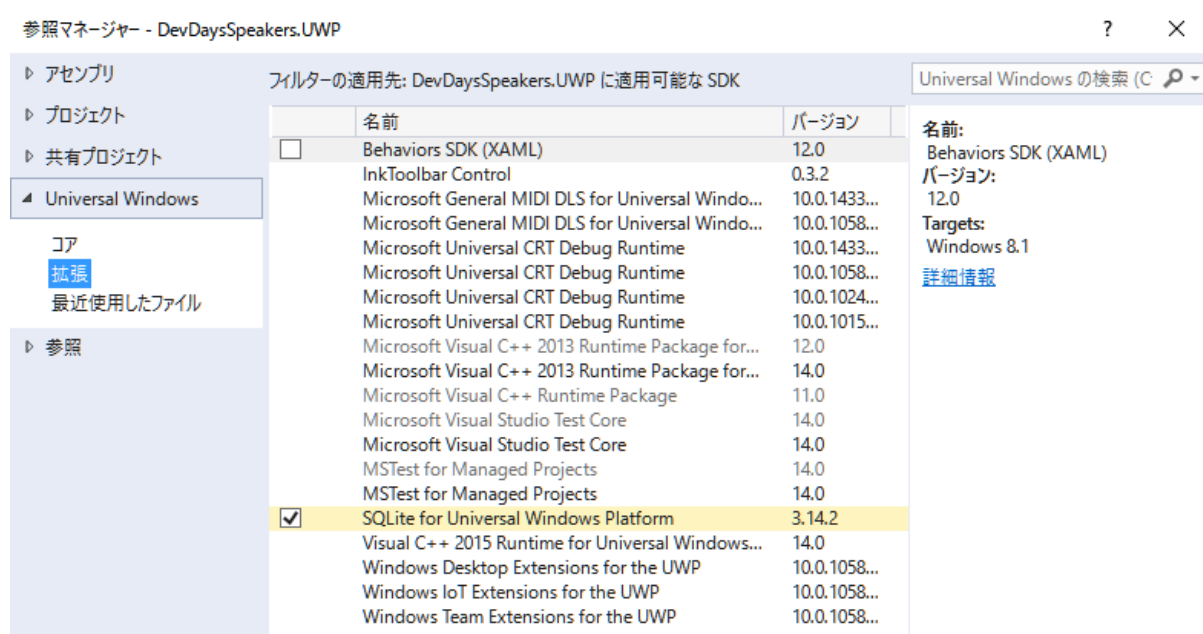 参照マネージャー - DevDaysSpeakers.UWP ? ×
アセンブリ
プロジェクト
共有プロジェクト
Universal Windows
コア
拡張
最近使用したファイル
参照
フィルターの適用先: DevDaysSpeakers.UWP に適用可能な SDK
名前 バージョン
Behaviors SDK (XAML) 12.0
InkToolbar Control 0.3.2
Microsoft General MIDI DLS for Universal Windo... 10.0.1433...
Microsoft General MIDI DLS for Universal Windo... 10.0.1058...
Microsoft Universal CRT Debug Runtime 10.0.1433...
Microsoft Universal CRT Debug Runtime 10.0.1058...
Microsoft Universal CRT Debug Runtime 10.0.1024...
Microsoft Universal CRT Debug Runtime 10.0.1015...
Microsoft Visual C++ 2013 Runtime Package for... 12.0
Microsoft Visual C++ 2013 Runtime Package for... 14.0
Microsoft Visual C++ Runtime Package 11.0
Microsoft Visual Studio Test Core 14.0
Microsoft Visual Studio Test Core 14.0
MSTest for Managed Projects 14.0
MSTest for Managed Projects 14.0
SQLite for Universal Windows Platform 3.14.2
Visual C++ 2015 Runtime for Universal Windows... 14.0
Windows Desktop Extensions for the UWP 10.0.1058...
Windows IoT Extensions for the UWP 10.0.1058...
Windows Team Extensions for the UWP 10.0.1058...
Universal Windows の検索 (C
名前:
Behaviors SDK (XAML)
バージョン:
12.0
Targets:
Windows 8.1
詳細情報